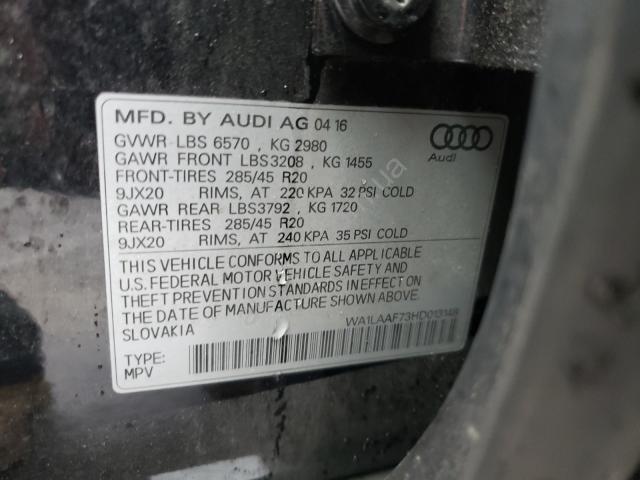 MFD. BY AUDI AG 04 16
GVWR LBS 6570 , KG 2980
GAWR FRONT LBS3208 , KG 1455
FRONT-TIRES 285/45 R20
9JX20 RIMS, AT 220 KPA 32 PSI COLD
GAWR REAR LBS3792 , KG 1720
REAR-TIRES 285/45 R20
9JX20 RIMS, AT 240 KPA 35 PSI COLD
Audi
THIS VEHICLE CONFORMS TO ALL APPLICABLE
U.S. FEDERAL MOTOR VEHICLE SAFETY AND
THEFT PREVENTION STANDARDS IN EFFECT ON
THE DATE OF MANUFACTURE SHOWN ABOVE.
SLOVAKIA
WA1LAAF73HD013148
TYPE:
MPV